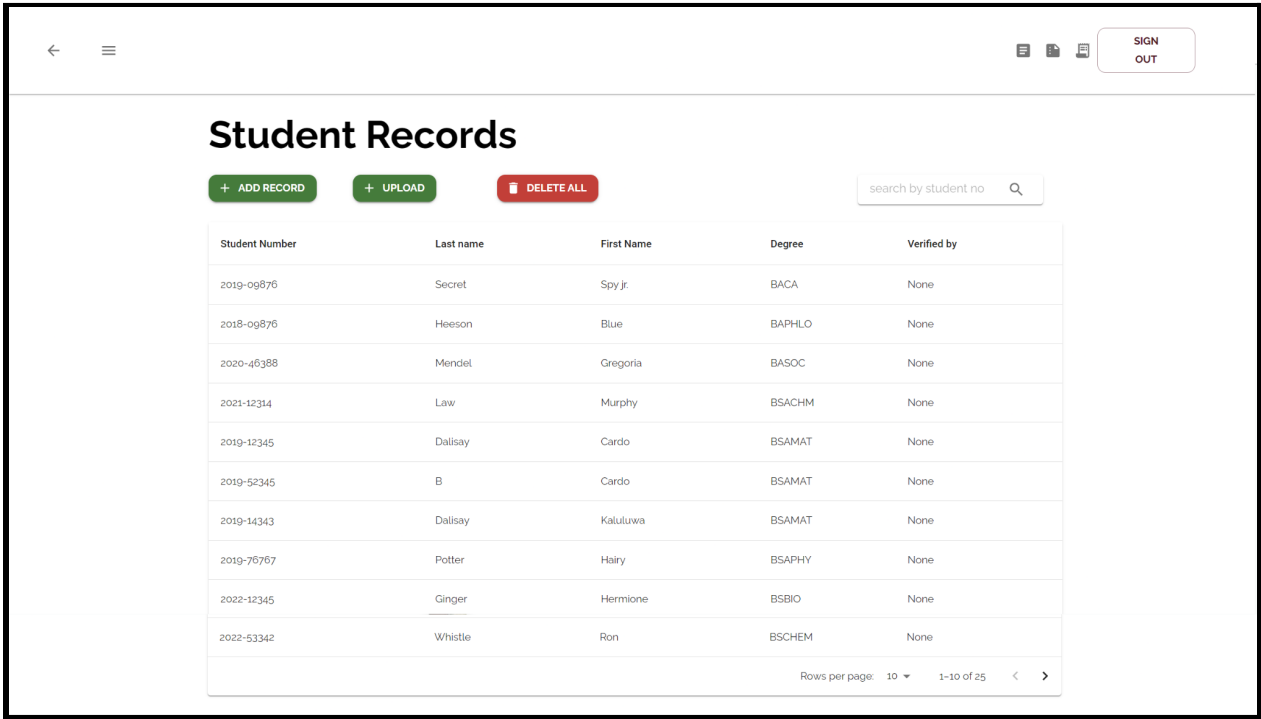 SIGN
OUT
Student Records
+ ADD RECORD + UPLOAD DELETE ALL search by student no
Student Number Last name First Name Degree Verified by
2019-09876 Secret Spy jr. BACA None
2018-09876 Heeson Blue BAPHLO None
2020-46388 Mendel Gregoria BASOC None
2021-12314 Law Murphy BSACHM None
2019-12345 Dalisay Cardo BSAMAT None
2019-52345 B Cardo BSAMAT None
2019-14343 Dalisay Kaluluwa BSAMAT None
2019-76767 Potter Hairy BSAPHY None
2022-12345 Ginger Hermione BSBIO None
2022-53342 Whistle Ron BSCHEM None
Rows per page: 10 1–10 of 25